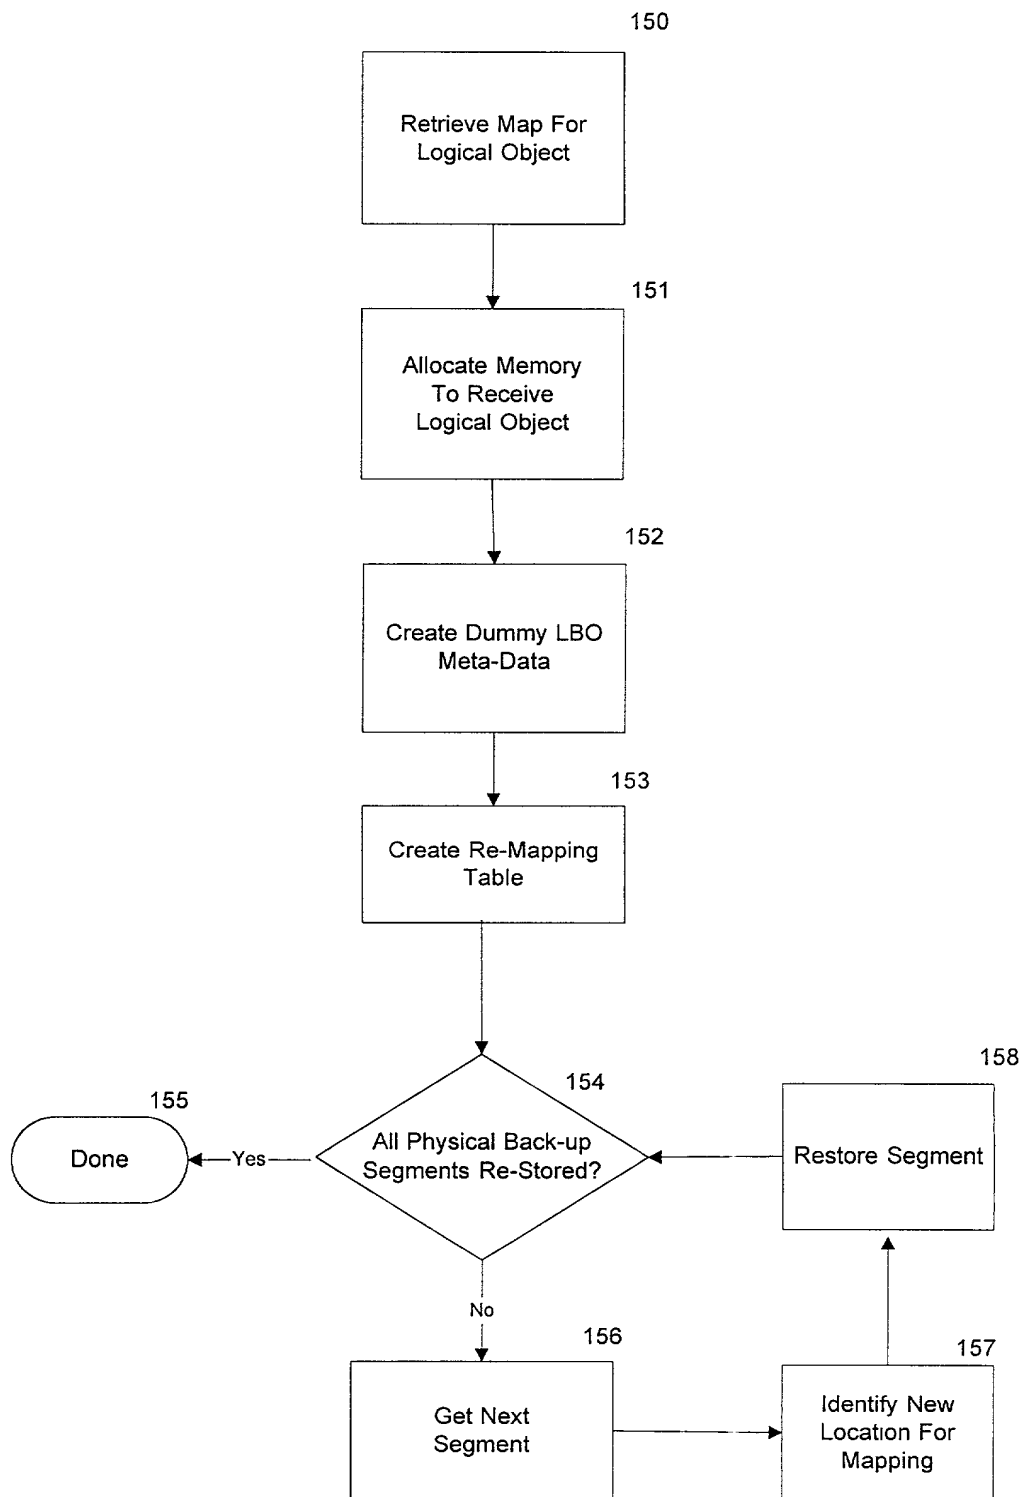 150
Retrieve Map For
Logical Object
151
Allocate Memory
To Receive
Logical Object
152
Create Dummy LBO
Meta-Data
153
Create Re-Mapping
Table
154
All Physical Back-up
Segments Re-Stored?
155
Done
Yes
158
Restore Segment
No
156
Get Next
Segment
157
Identify New
Location For
Mapping